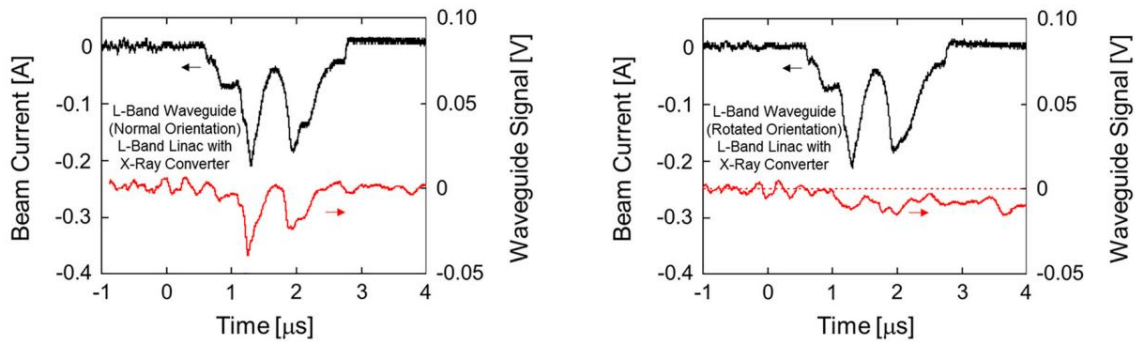 0.10
0
-0.1
-0.2
-0.3
-0.4
Beam Current [A]
L-Band Waveguide
(Normal Orientation)
L-Band Linac with
X-Ray Converter
0.05
0
-0.05
Waveguide Signal [V]
-1 0 1 2 3 4
Time [μs]
0.10
0
-0.1
-0.2
-0.3
-0.4
Beam Current [A]
L-Band Waveguide
(Rotated Orientation)
L-Band Linac with
X-Ray Converter
0.05
0
-0.05
Waveguide Signal [V]
-1 0 1 2 3 4
Time [μs]